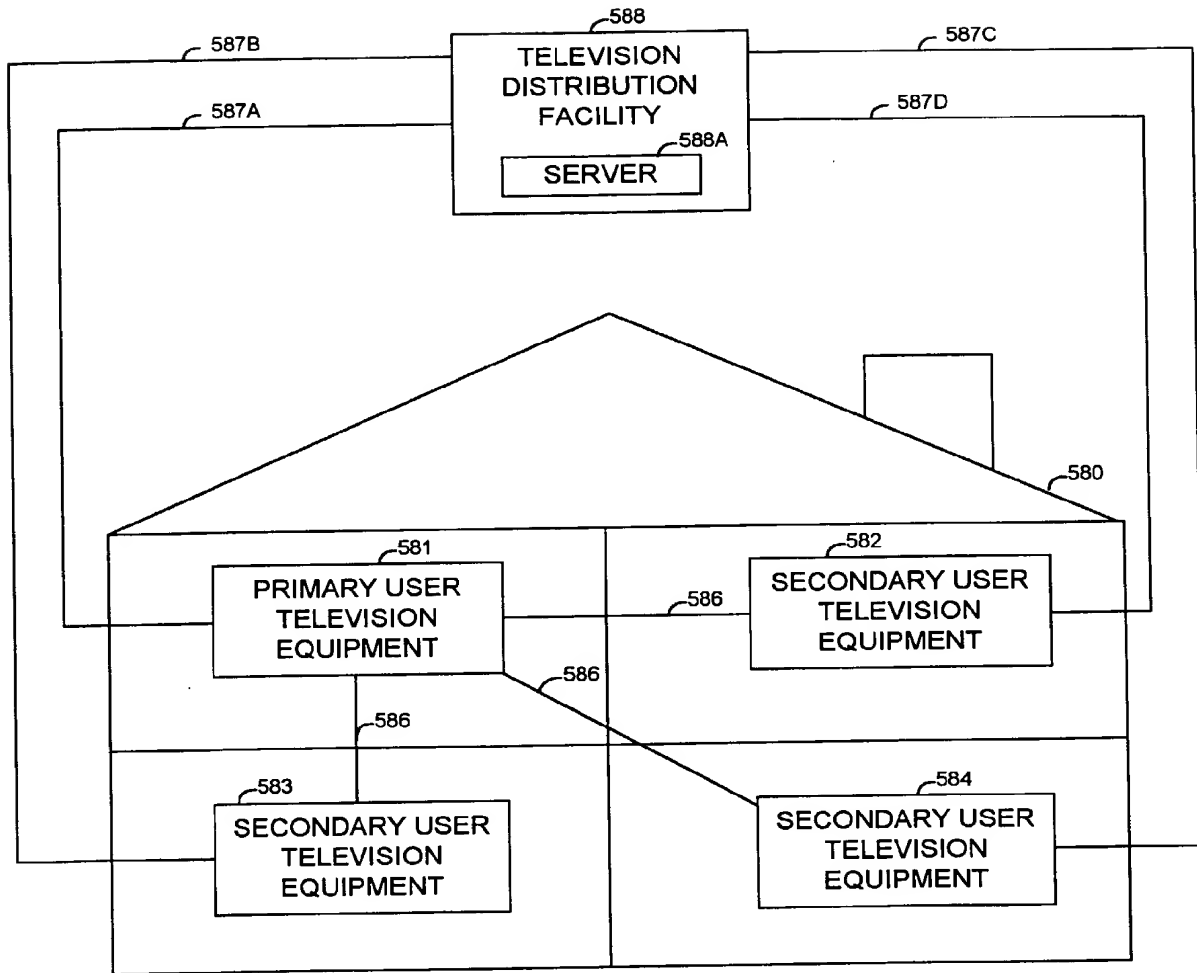 588
587B
587C
TELEVISION
DISTRIBUTION
FACILITY
587A
587D
588A
SERVER
580
581
582
PRIMARY USER
TELEVISION
EQUIPMENT
586
SECONDARY USER
TELEVISION
EQUIPMENT
586
586
583
584
SECONDARY USER
TELEVISION
EQUIPMENT
SECONDARY USER
TELEVISION
EQUIPMENT